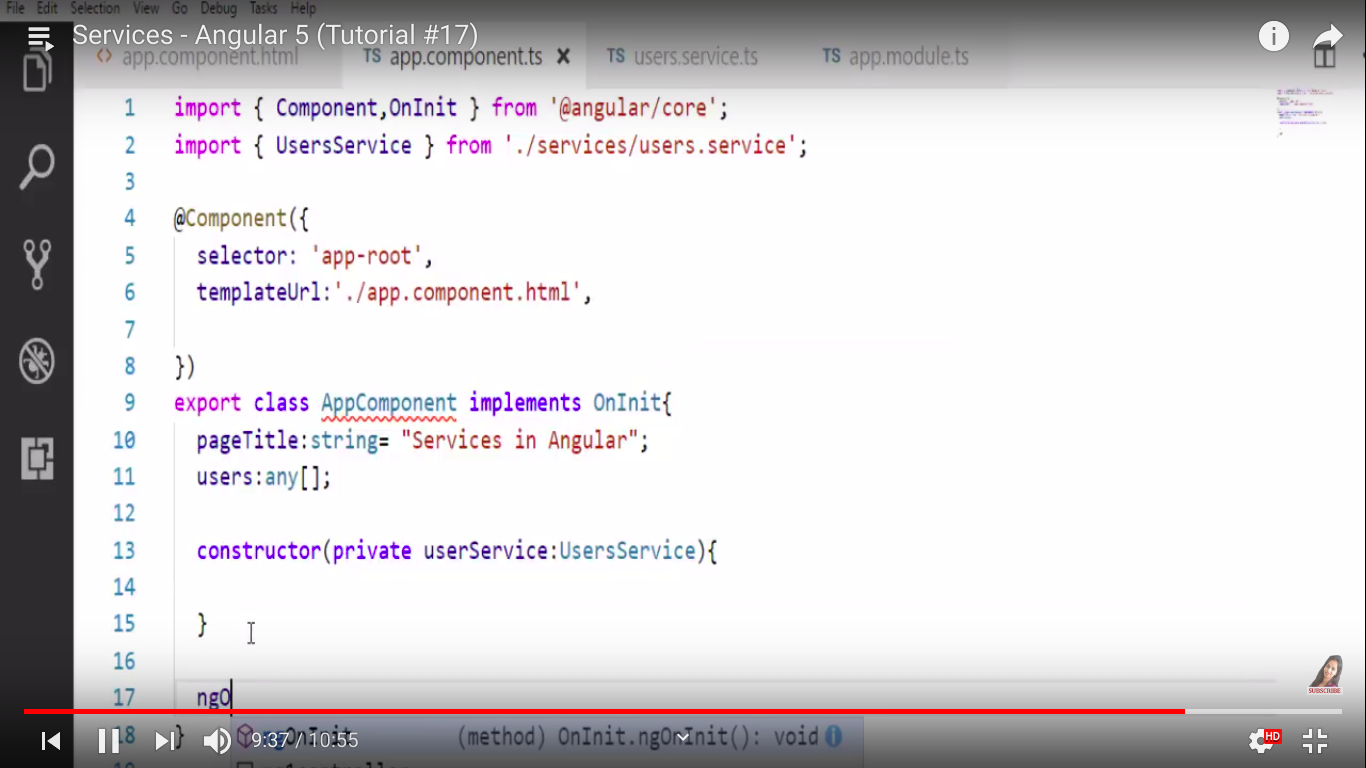 File Edit Selection View Go Debug Tasks Help
Services - Angular 5 (Tutorial #17)
app.component.html TS app.component.ts TS users.service.ts TS app.module.ts
1 import { Component,OnInit } from '@angular/core';
2 import { UsersService } from './services/users.service';
3
4 @Component({
5 selector: 'app-root',
6 templateUrl:'./app.component.html',
7
8 })
9 export class AppComponent implements OnInit{
10 pageTitle:string= "Services in Angular";
11 users:any[];
12
13 constructor(private userService:UsersService){
14
15 }
16
SUBSCRIBE
17 ngO
18 } ngOnInit (method) OnInit.ngOnInit(): void
9:37 / 10:55
HD